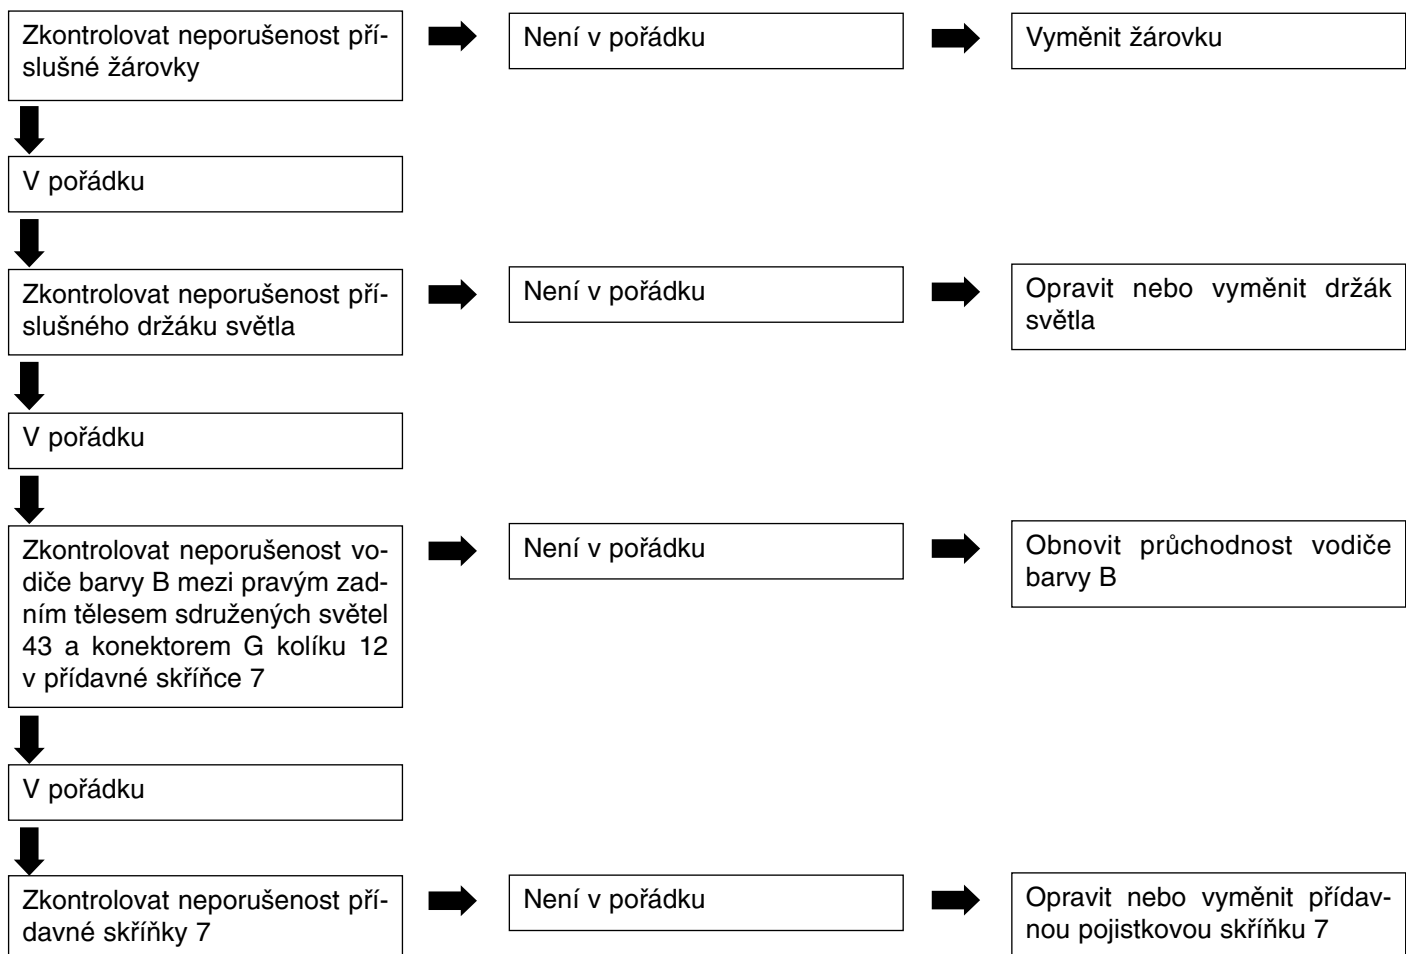 Zkontrolovat neporušenost pří-
slušné žárovky
Není v pořádku
Vyměnit žárovku
V pořádku
Zkontrolovat neporušenost pří-
slušného držáku světla
Není v pořádku
Opravit nebo vyměnit držák
světla
V pořádku
Zkontrolovat neporušenost vo-
diče barvy B mezi pravým zad-
ním tělesem sdružených světel
43 a konektorem G kolíku 12
v přídavné skříňce 7
Není v pořádku
Obnovit průchodnost vodiče
barvy B
V pořádku
Zkontrolovat neporušenost pří-
davné skříňky 7
Není v pořádku
Opravit nebo vyměnit přídav-
nou pojistkovou skříňku 7